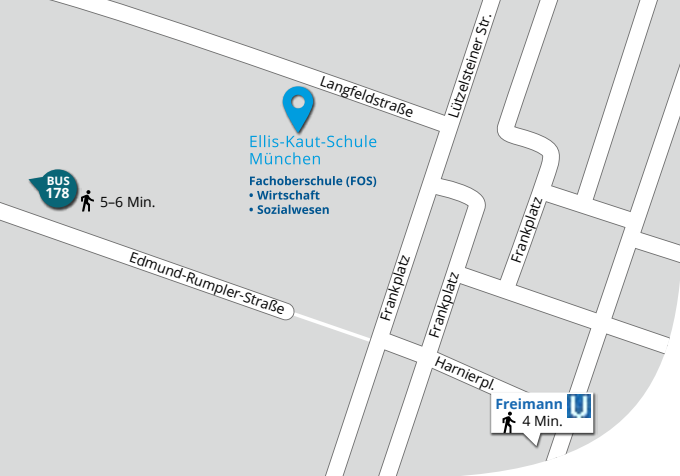 Lützelsteiner Str.
Langfeldstraße
Ellis-Kaut-Schule
München
Fachoberschule (FOS)
• Wirtschaft
• Sozialwesen
BUS
178
5–6 Min.
Frankplatz
Edmund-Rumpler-Straße
Frankplatz
Frankplatz
Harnierpl.
Freimann U
4 Min.